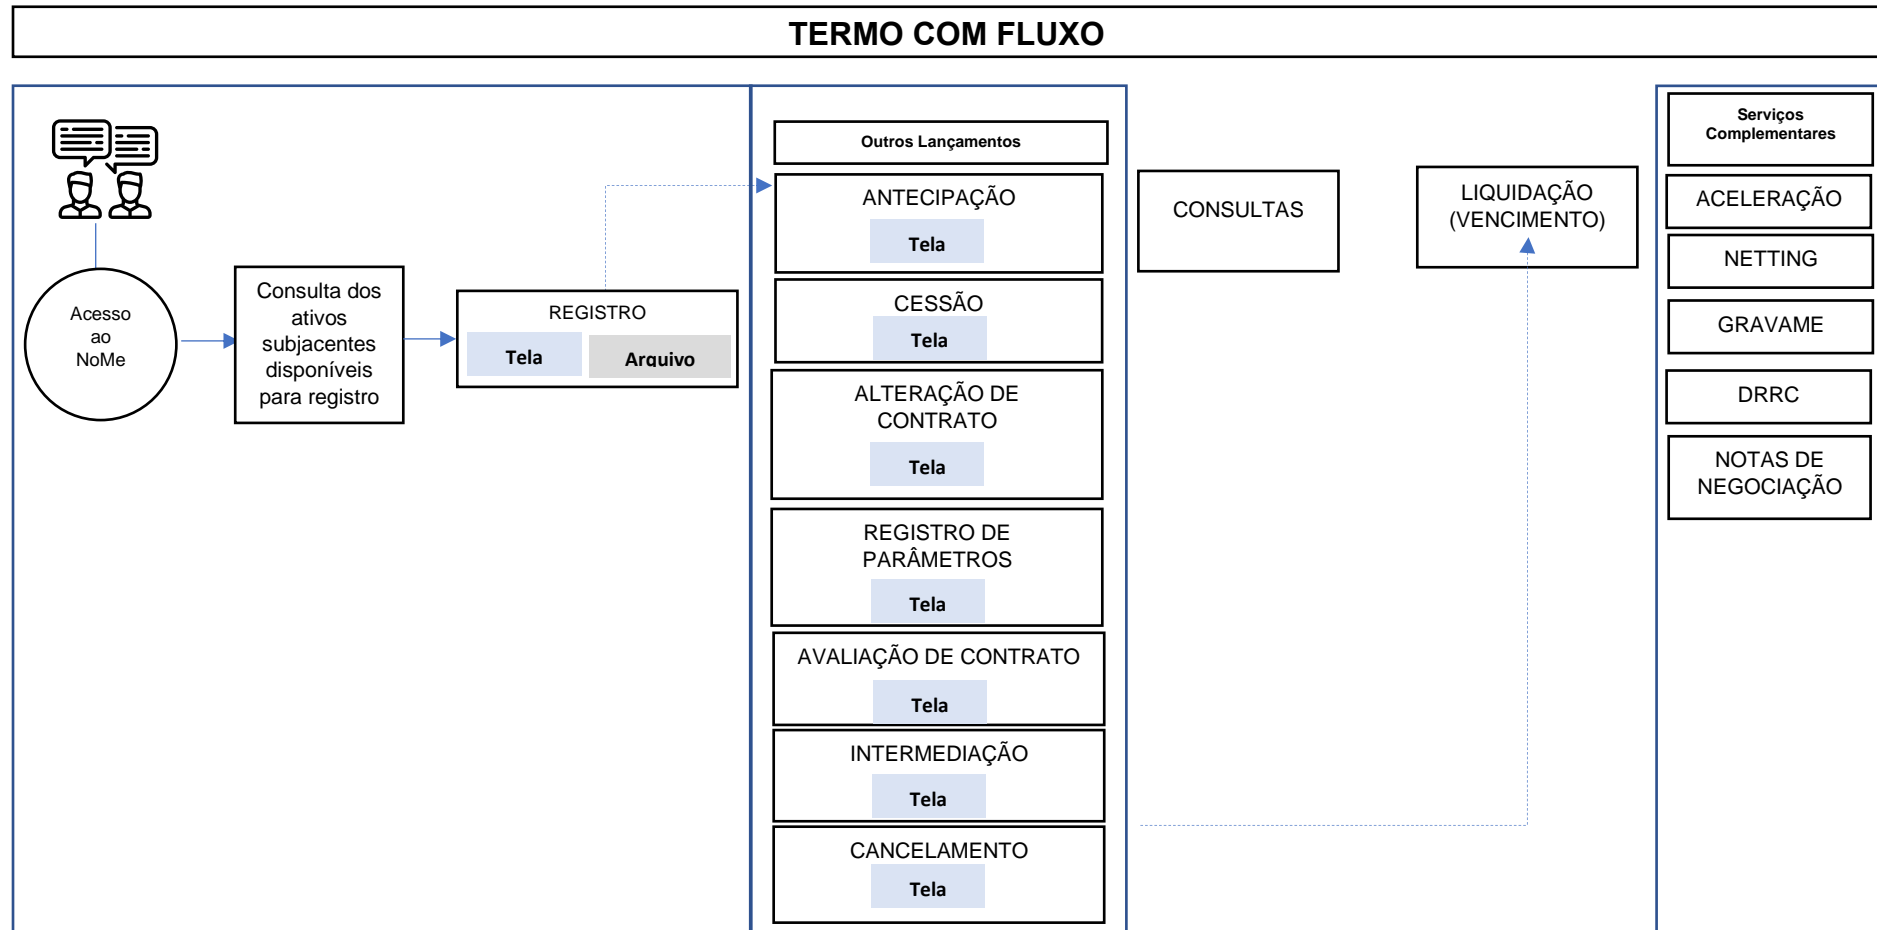 TERMO COM FLUXO
Acesso
ao
NoMe
Consulta dos
ativos
subjacentes
disponíveis
para registro
REGISTRO
Tela
Arquivo
Outros Lançamentos
ANTECIPAÇÃO
Tela
CESSÃO
Tela
ALTERAÇÃO DE
CONTRATO
Tela
REGISTRO DE
PARÂMETROS
Tela
AVALIAÇÃO DE CONTRATO
Tela
INTERMEDIAÇÃO
Tela
CANCELAMENTO
Tela
CONSULTAS
LIQUIDAÇÃO
(VENCIMENTO)
Serviços
Complementares
ACELERAÇÃO
NETTING
GRAVAME
DRRC
NOTAS DE
NEGOCIAÇÃO